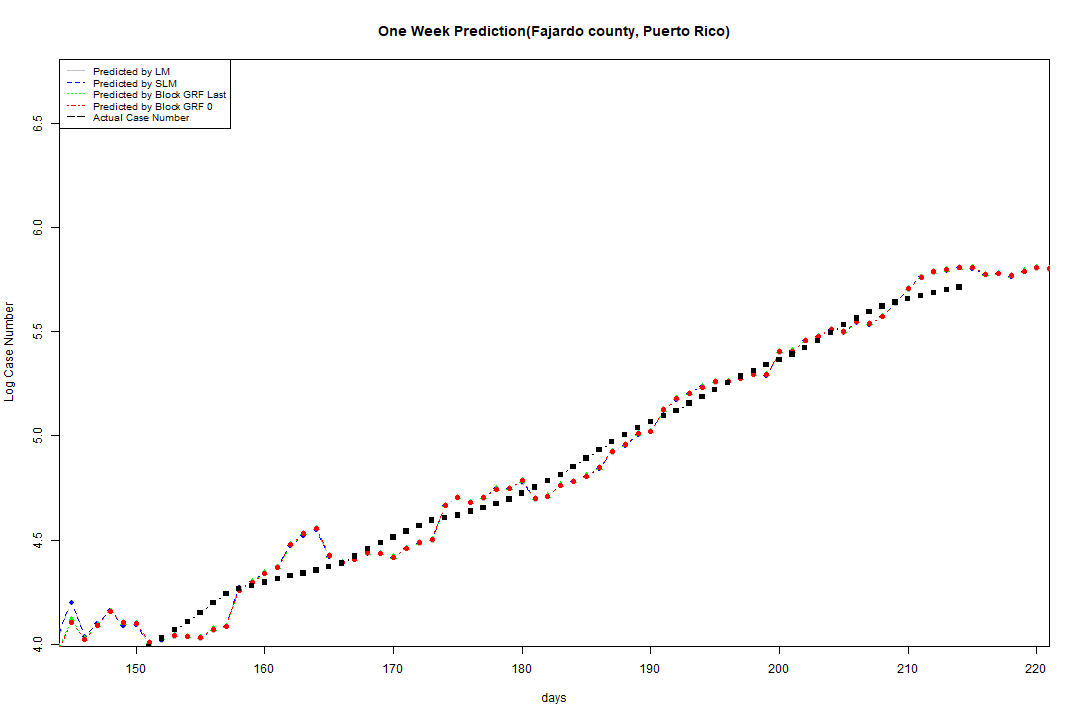 One Week Prediction(Fajardo county, Puerto Rico)
Predicted by LM
Predicted by SLM
Predicted by Block GRF Last
Predicted by Block GRF 0
Actual Case Number
Log Case Number
6.5
6.0
5.5
5.0
4.5
4.0
150 160 170 180 190 200 210 220
days